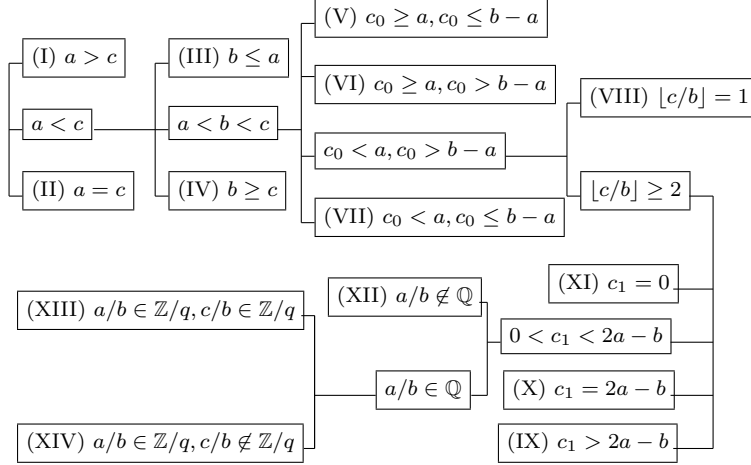 (V) c₀ ≥ a, c₀ ≤ b − a
(I) a > c
(III) b ≤ a
(VI) c₀ ≥ a, c₀ > b − a
(VIII) ⌊c/b⌋ = 1
a < c
a < b < c
c₀ < a, c₀ > b − a
(II) a = c
(IV) b ≥ c
(VII) c₀ < a, c₀ ≤ b − a
⌊c/b⌋ ≥ 2
(XIII) a/b ∈ ℤ/q, c/b ∈ ℤ/q
(XII) a/b ∉ ℚ
(XI) c₁ = 0
0 < c₁ < 2a − b
a/b ∈ ℚ
(X) c₁ = 2a − b
(XIV) a/b ∈ ℤ/q, c/b ∉ ℤ/q
(IX) c₁ > 2a − b